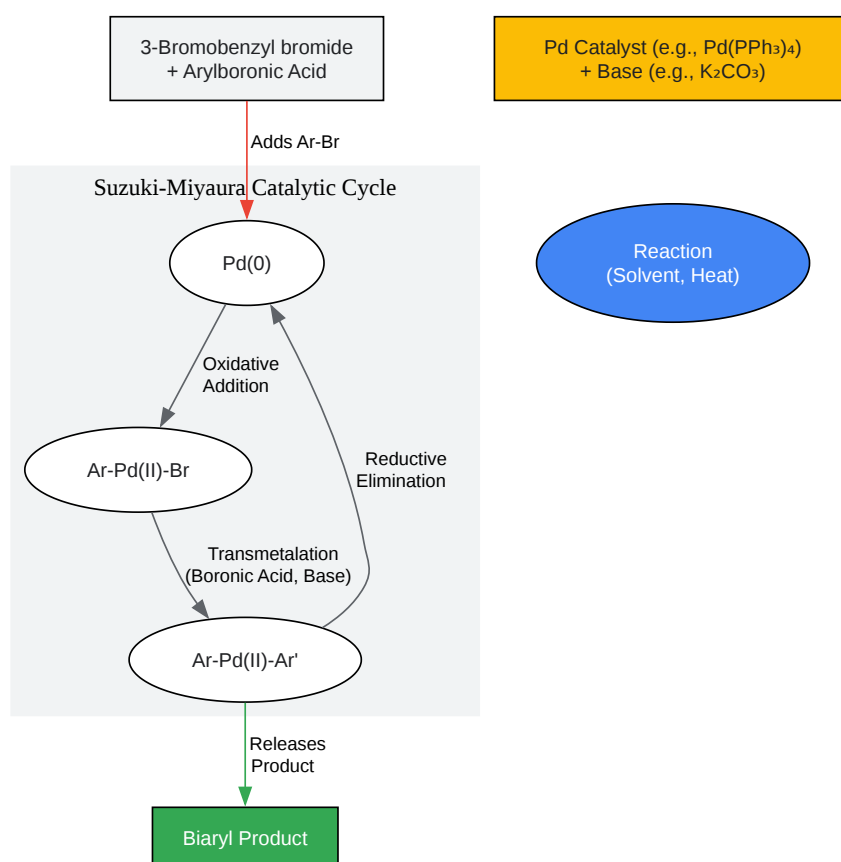 3-Bromobenzyl bromide
+ Arylboronic Acid
Pd Catalyst (e.g., Pd(PPh₃)₄)
+ Base (e.g., K₂CO₃)
Adds Ar-Br
Suzuki-Miyaura Catalytic Cycle
Pd(0)
Reaction
(Solvent, Heat)
Oxidative
Addition
Ar-Pd(II)-Br
Reductive
Elimination
Transmetalation
(Boronic Acid, Base)
Ar-Pd(II)-Ar'
Releases
Product
Biaryl Product